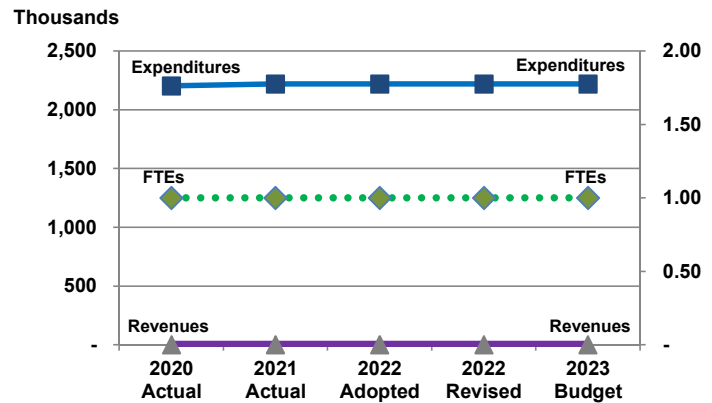 Thousands
2,500
2,000
1,500
1,000
500
-
2.00
1.50
1.00
0.50
-
Expenditures
Expenditures
FTEs
FTEs
Revenues
Revenues
2020 Actual
2021 Actual
2022 Adopted
2022 Revised
2023 Budget